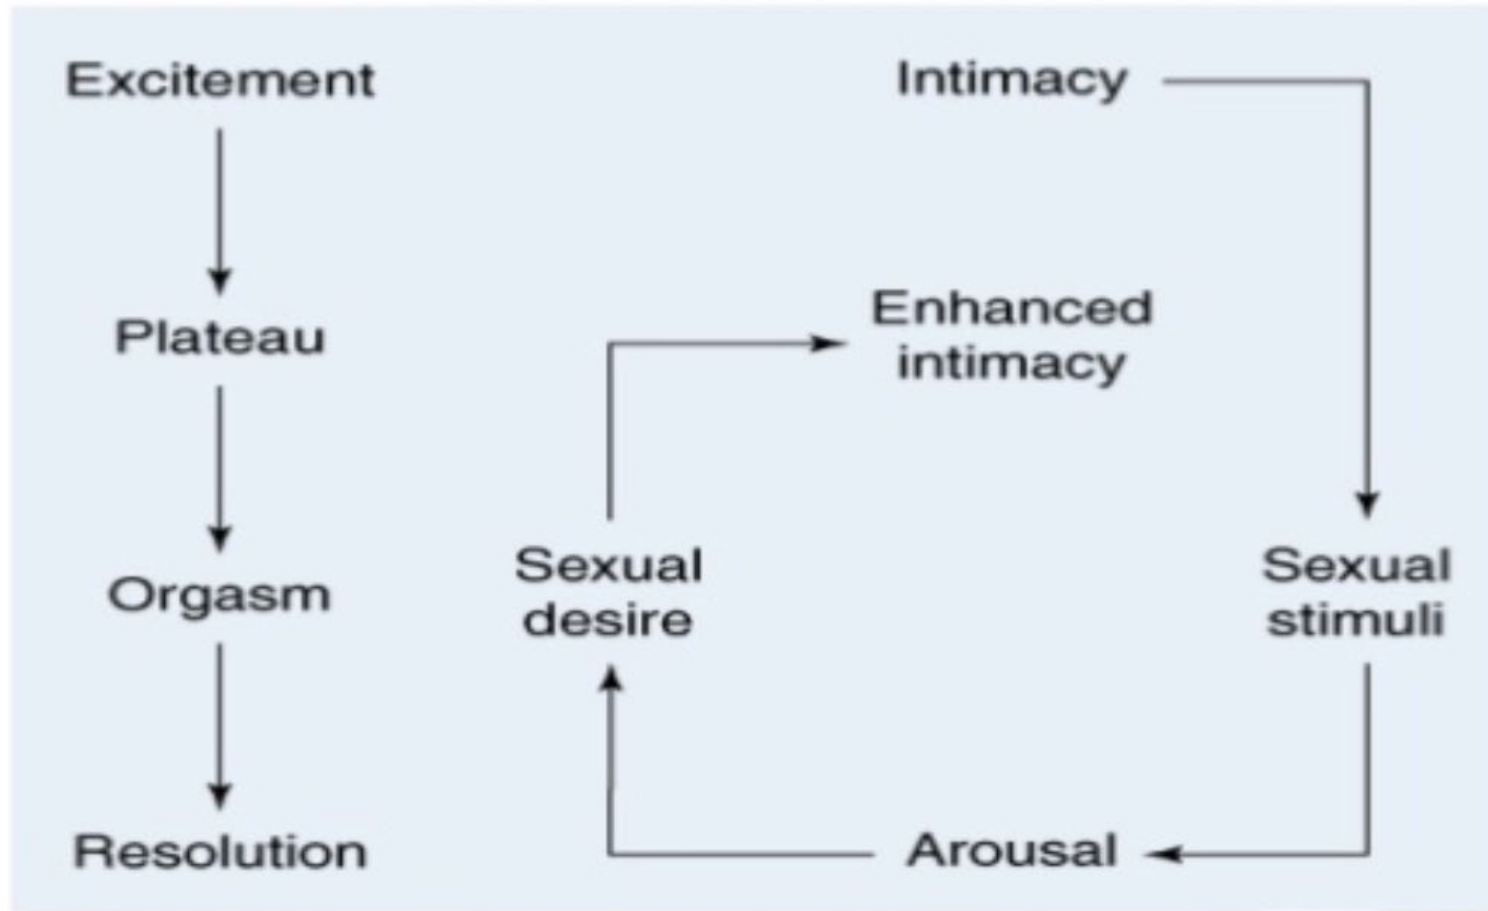 Excitement
Plateau
Orgasm
Resolution
Intimacy
Enhanced
intimacy
Sexual
desire
Sexual
stimuli
Arousal